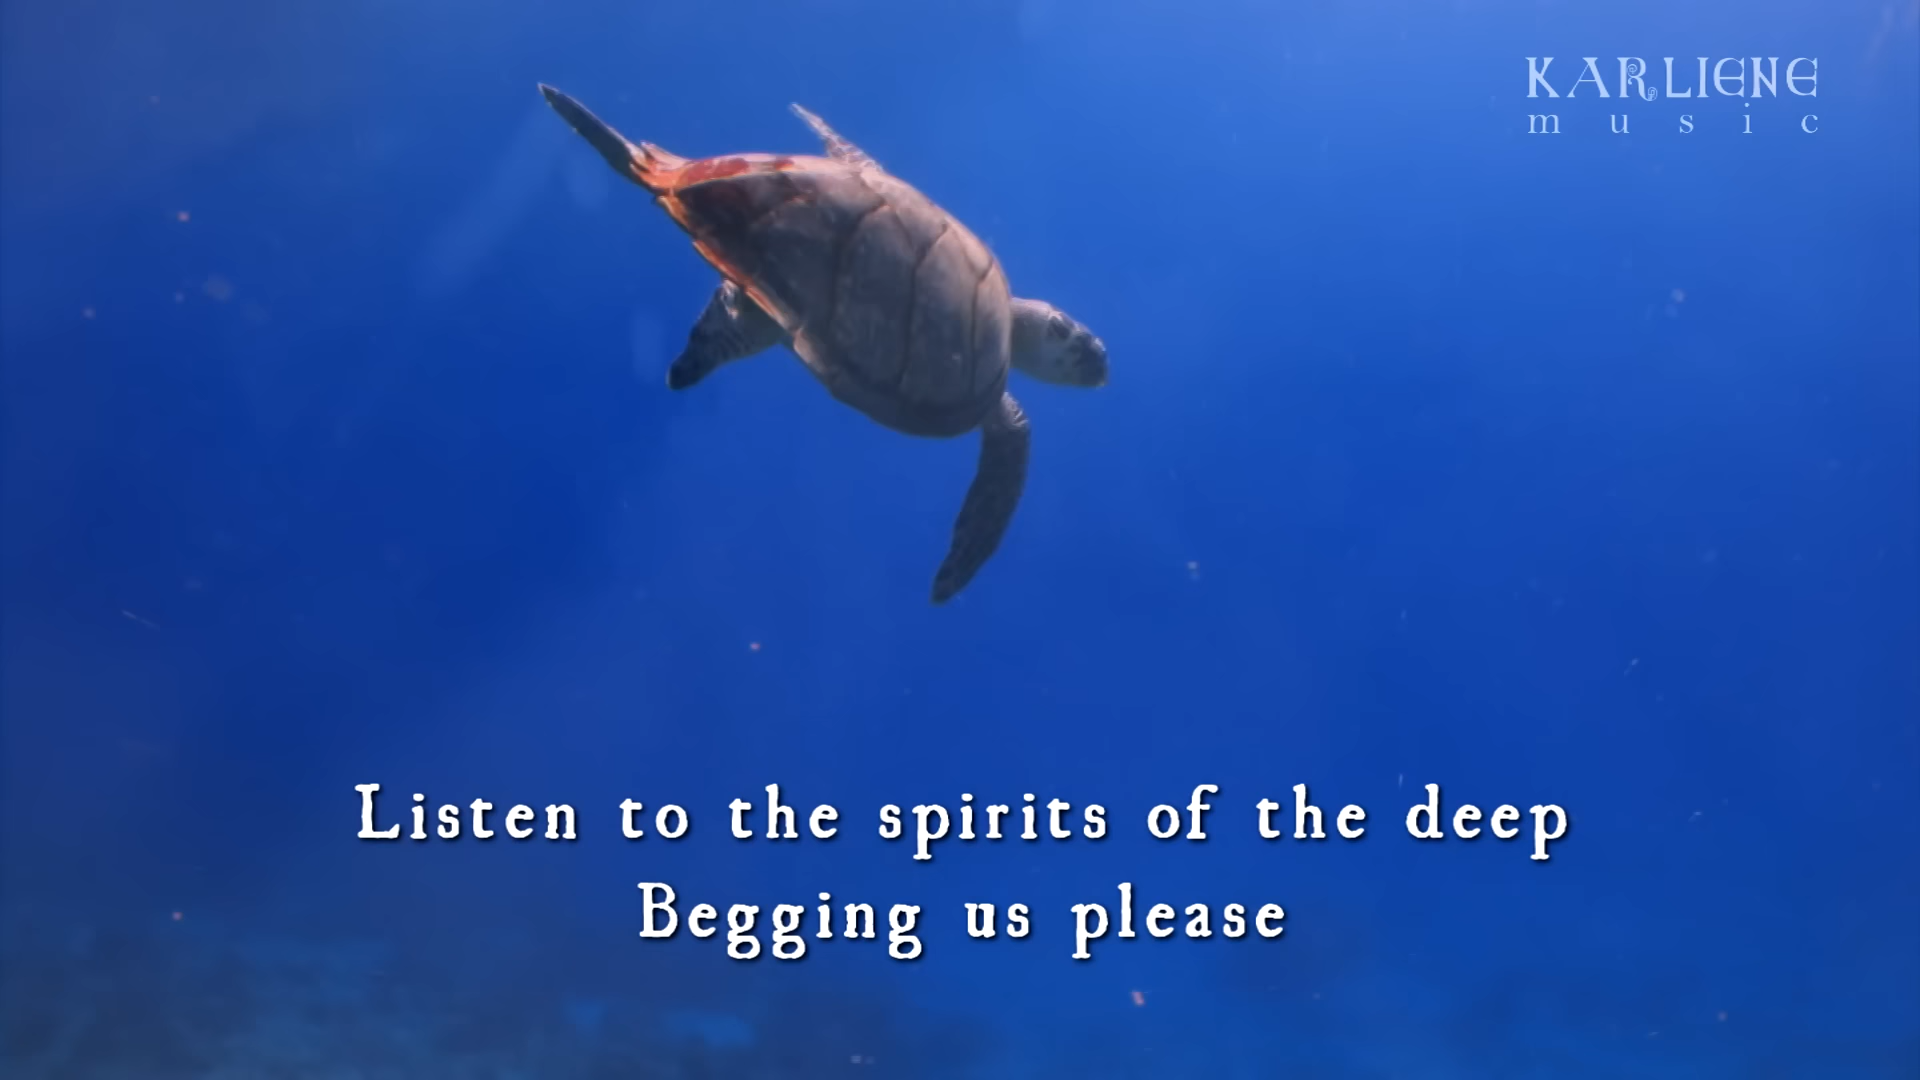 KARLIENE
music
Listen to the spirits of the deep
Begging us please